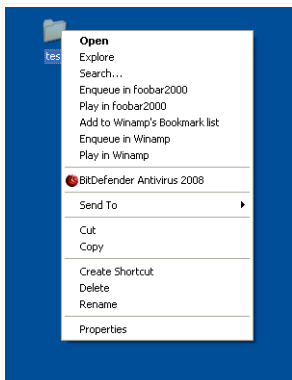 tes
Open
Explore
Search...
Enqueue in foobar2000
Play in foobar2000
Add to Winamp's Bookmark list
Enqueue in Winamp
Play in Winamp
BitDefender Antivirus 2008
Send To
Cut
Copy
Create Shortcut
Delete
Rename
Properties